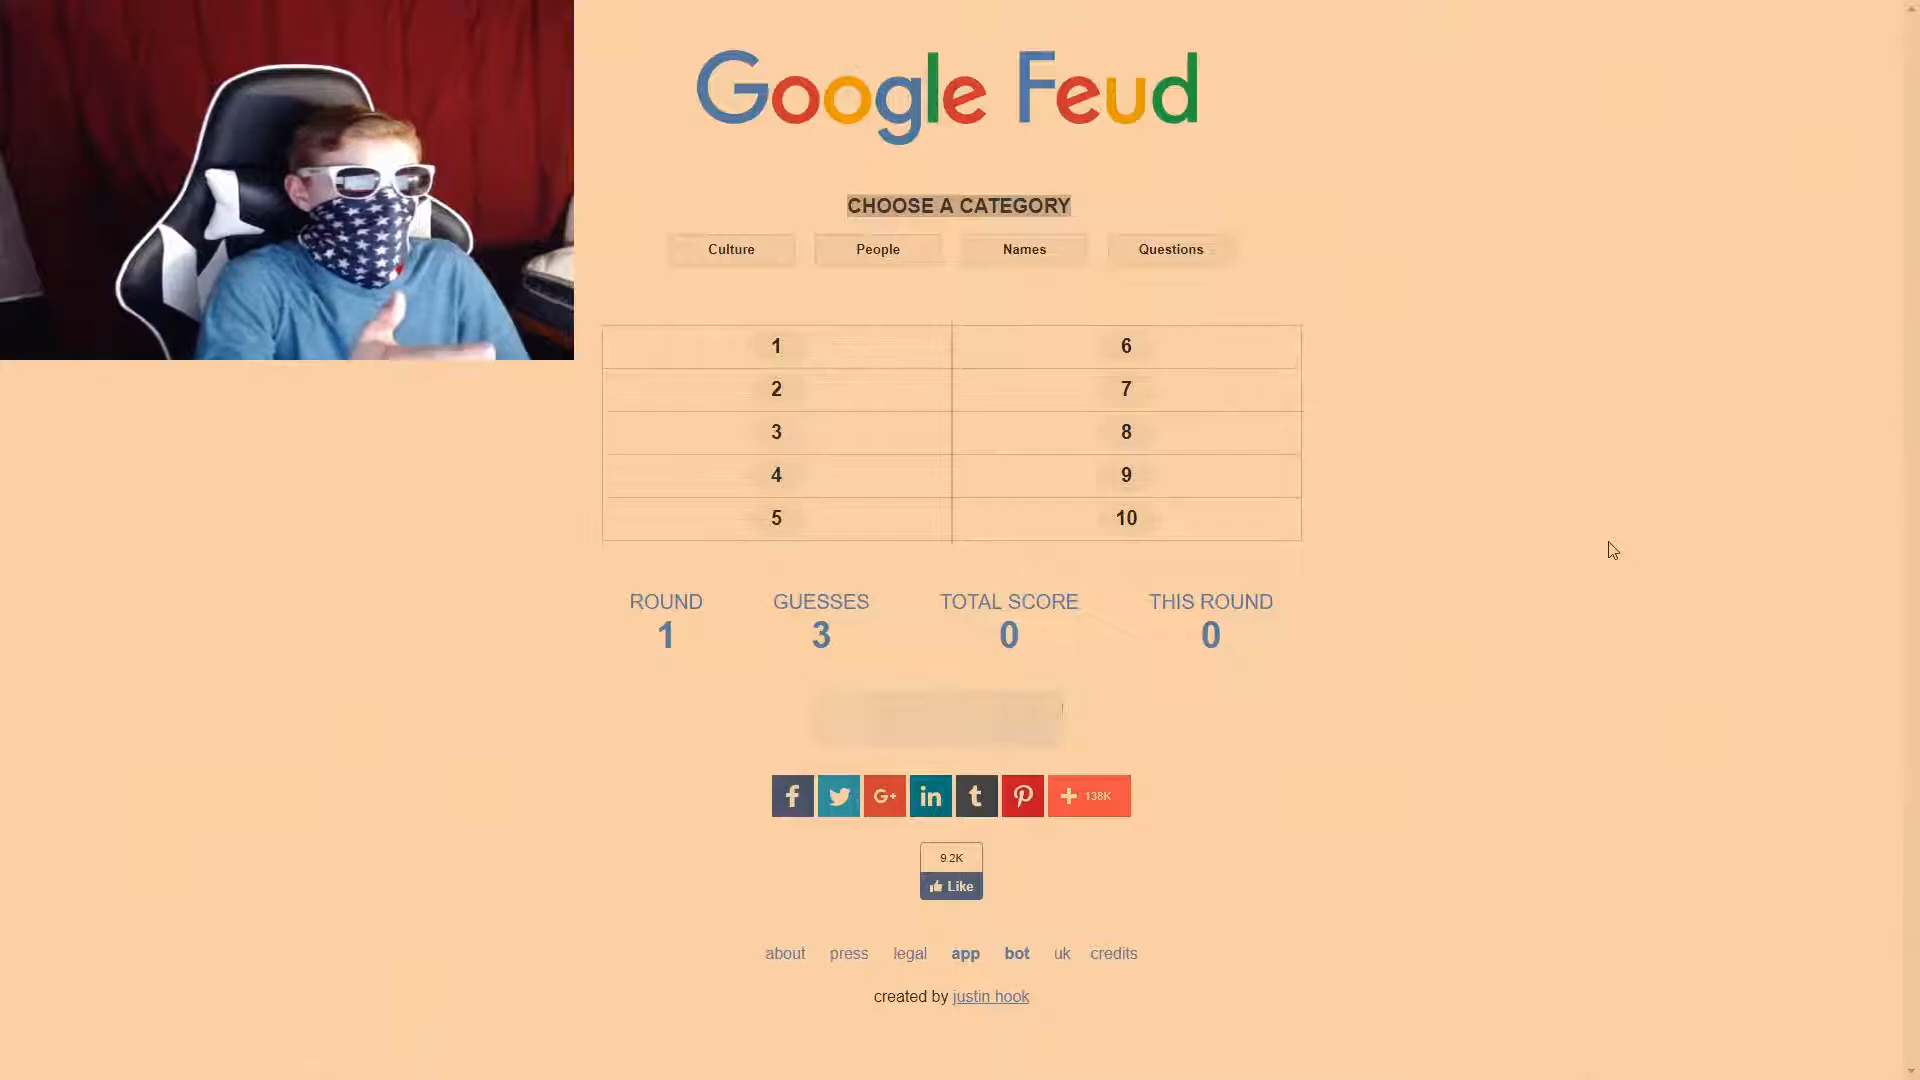 Google Feud
CHOOSE A CATEGORY
Culture People Names Questions
1 6
2 7
3 8
4 9
5 10
ROUND GUESSES TOTAL SCORE THIS ROUND
1 3 0 0
f G+ in t + 138K
9.2K
Like
about press legal app bot uk credits
created by justin hook